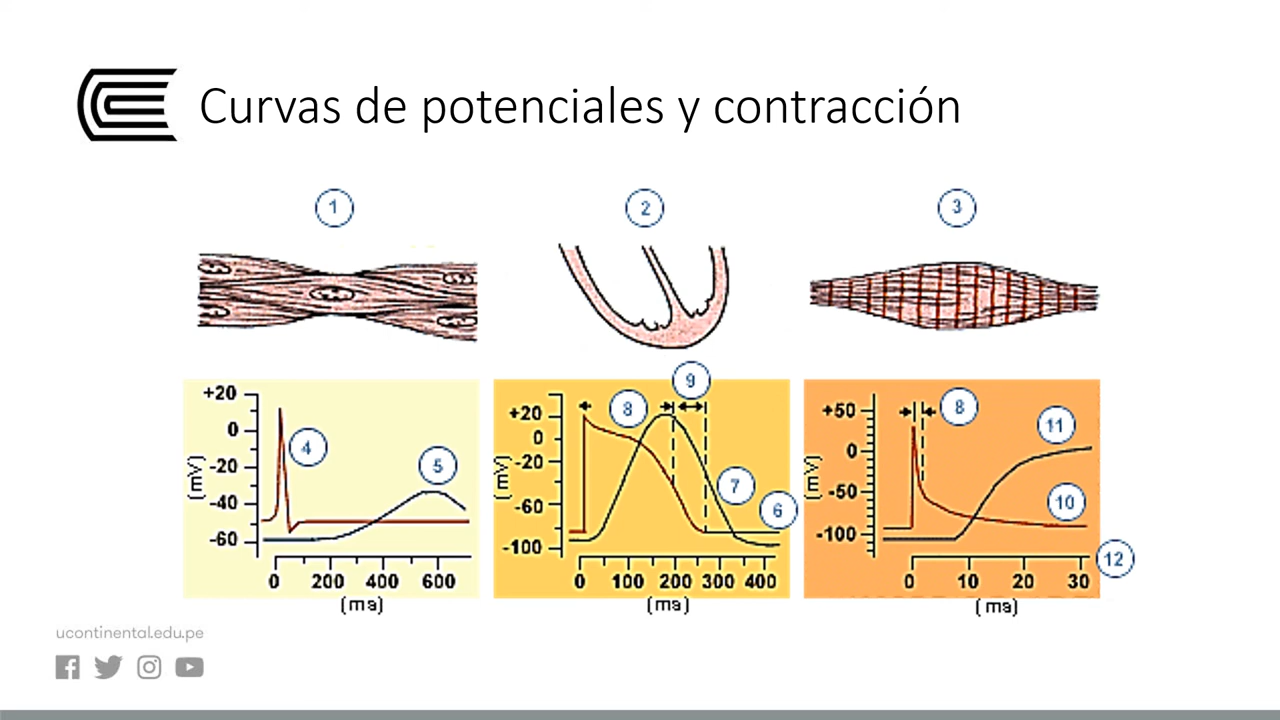 Curvas de potenciales y contracción
1 2 3
9
+20 +20 8 +50 8
0 4 0 0 11
-20 5 -20 7 -50 10
-40 -60 6 -100
-60 -100 12
(mV) (mV) (mV)
0 200 400 600 0 100 200 300 400 0 10 20 30
(ms) (ms) (ms)
ucontinental.edu.pe